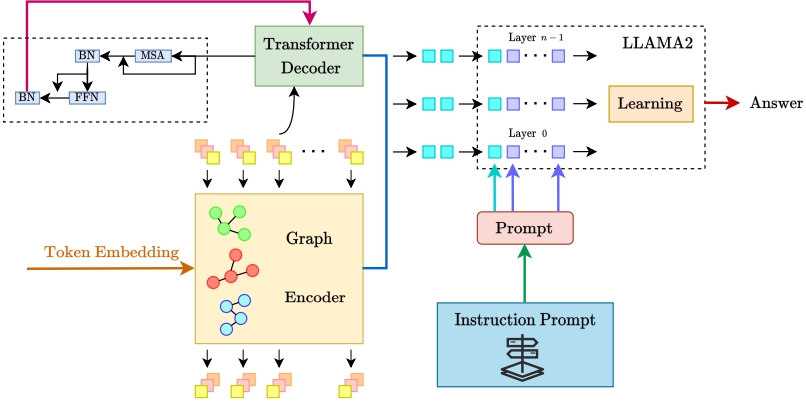 Transformer
Decoder
BN
MSA
BN
FFN
Layer n − 1
LLAMA2
Learning
Answer
Layer 0
...
Token Embedding
Graph
Encoder
Prompt
Instruction Prompt